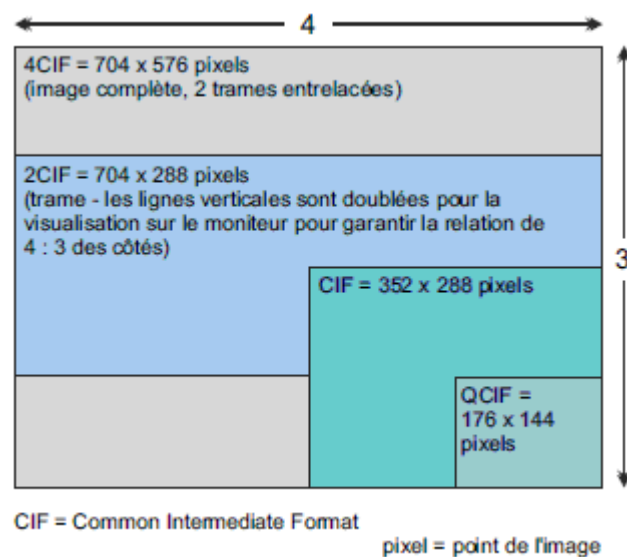 4
4CIF = 704 x 576 pixels
(image complète, 2 trames entrelacées)
2CIF = 704 x 288 pixels
(trame - les lignes verticales sont doublées pour la
visualisation sur le moniteur pour garantir la relation de
4 : 3 des côtés)
3
CIF = 352 x 288 pixels
QCIF =
176 x 144
pixels
CIF = Common Intermediate Format
pixel = point de l'image